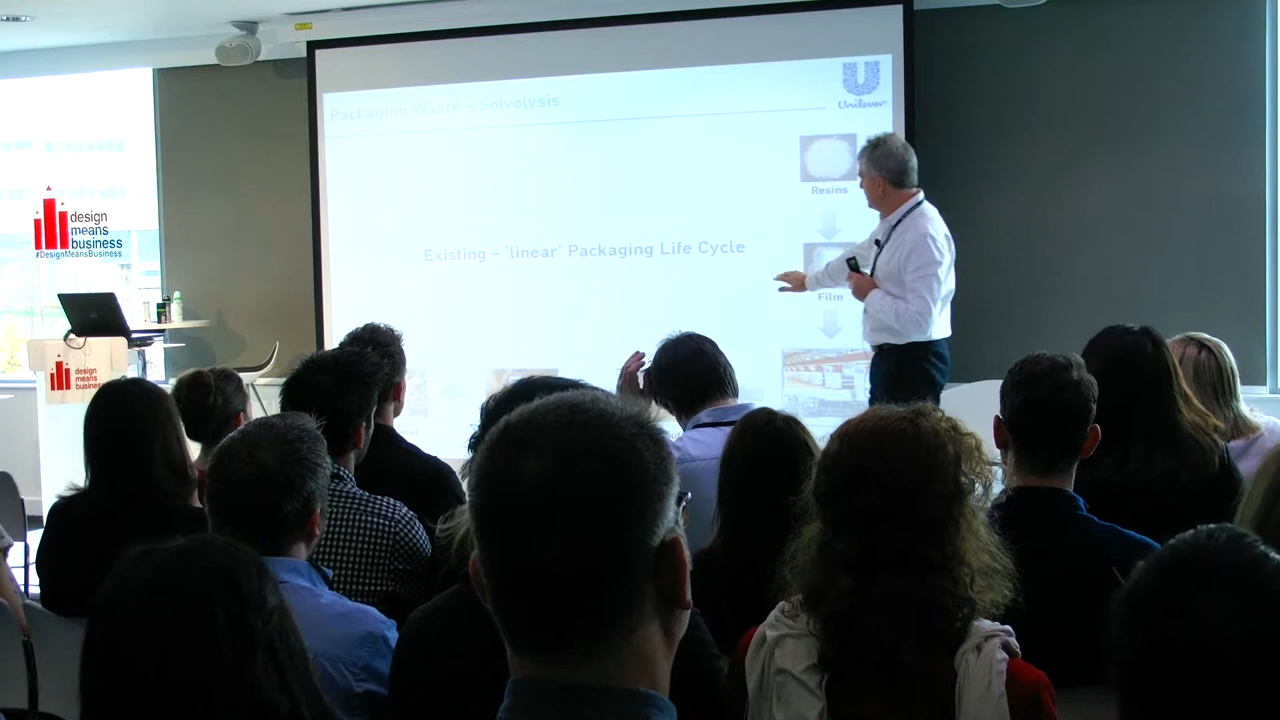 Packaging Waste – Solvolysis
Unilever
Resins
Existing – 'linear' Packaging Life Cycle
Film
design
means
business
#DesignMeansBusiness
design
means
business